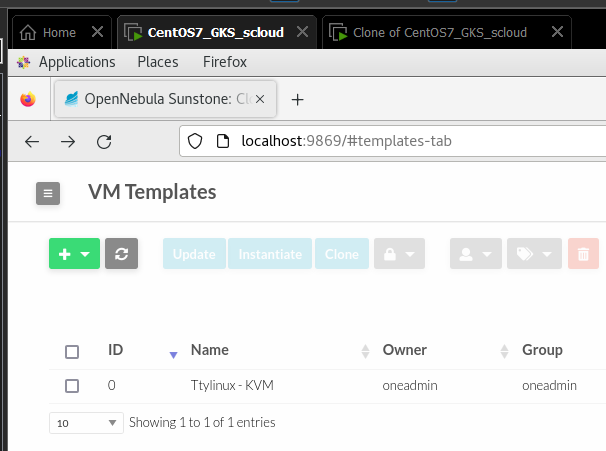 Home CentOS7_GKS_scloud Clone of CentOS7_GKS_scloud
Applications Places Firefox
OpenNebula Sunstone: Cl
localhost:9869/#templates-tab
VM Templates
Update Instantiate Clone
ID Name Owner Group
0 Ttylinux - KVM oneadmin oneadmin
10 Showing 1 to 1 of 1 entries